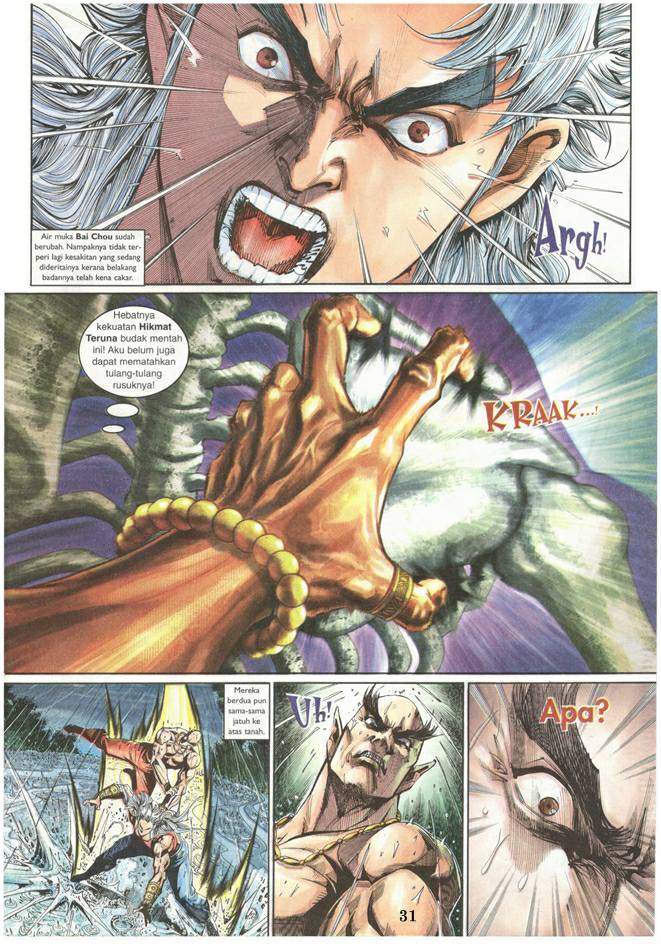 Argh!
Air muka Bai Chou sudah
berubah. Nampaknya tidak ter-
peri lagi kesakitan yang sedang
dideritainya kerana belakang
badannya telah kena cakar.
Hebatnya
kekuatan Hikmat
Teruna budak mentah
ini! Aku belum juga
dapat mematahkan
tulang-tulang
rusuknya!
KRAAK...!
Mereka
berdua pun
sama-sama
jatuh ke
atas tanah.
Uh!
Apa?
31